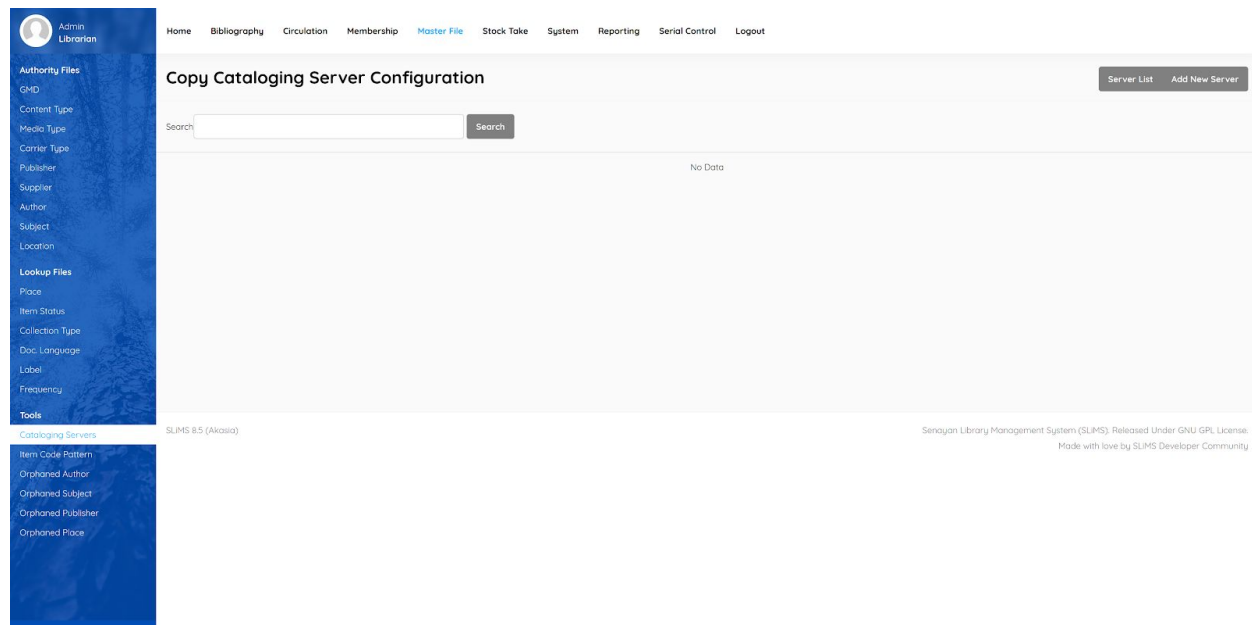 Admin
Librarian
Home Bibliography Circulation Membership Master File Stock Take System Reporting Serial Control Logout
Authority Files
GMD
Content Type
Media Type
Carrier Type
Publisher
Supplier
Author
Subject
Location
Lookup Files
Place
Item Status
Collection Type
Doc. Language
Label
Frequency
Tools
Cataloging Servers
Item Code Pattern
Orphaned Author
Orphaned Subject
Orphaned Publisher
Orphaned Place
Copy Cataloging Server Configuration
Server List Add New Server
Search Search
No Data
SLiMS 8.5 (Akasia)
Senayan Library Management System (SLiMS). Released Under GNU GPL License.
Made with love by SLiMS Developer Community